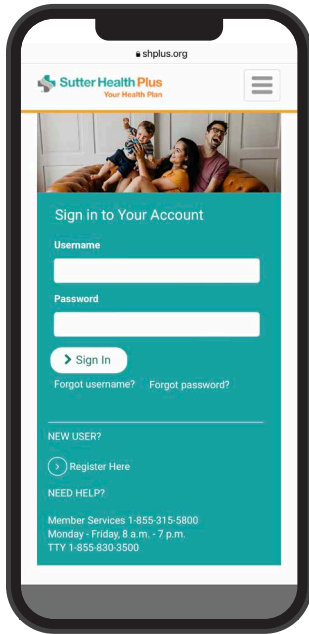 shplus.org
Sutter Health Plus
Your Health Plan
Sign in to Your Account
Username
Password
Sign In
Forgot username? Forgot password?
NEW USER?
Register Here
NEED HELP?
Member Services 1-855-315-5800
Monday - Friday, 8 a.m. - 7 p.m.
TTY 1-855-830-3500